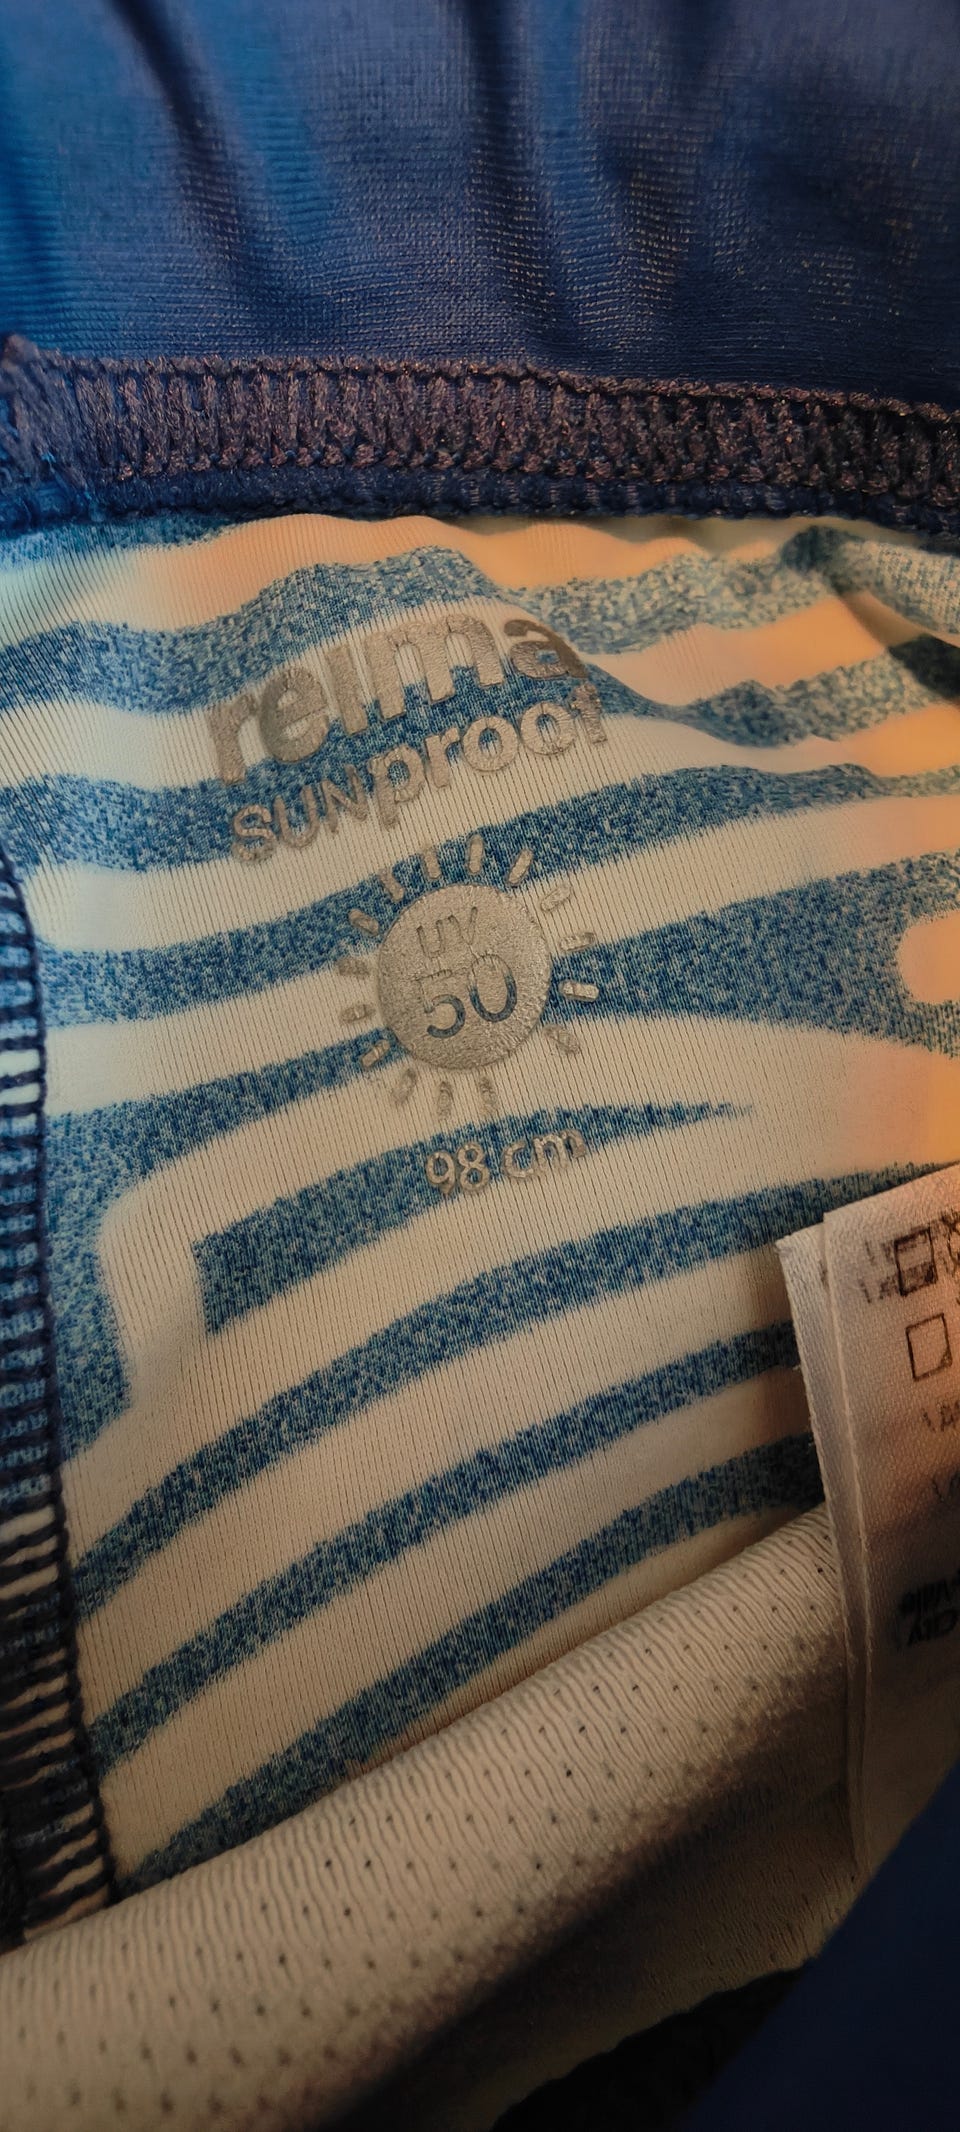 reima
SUNproof
UV
50
98 cm